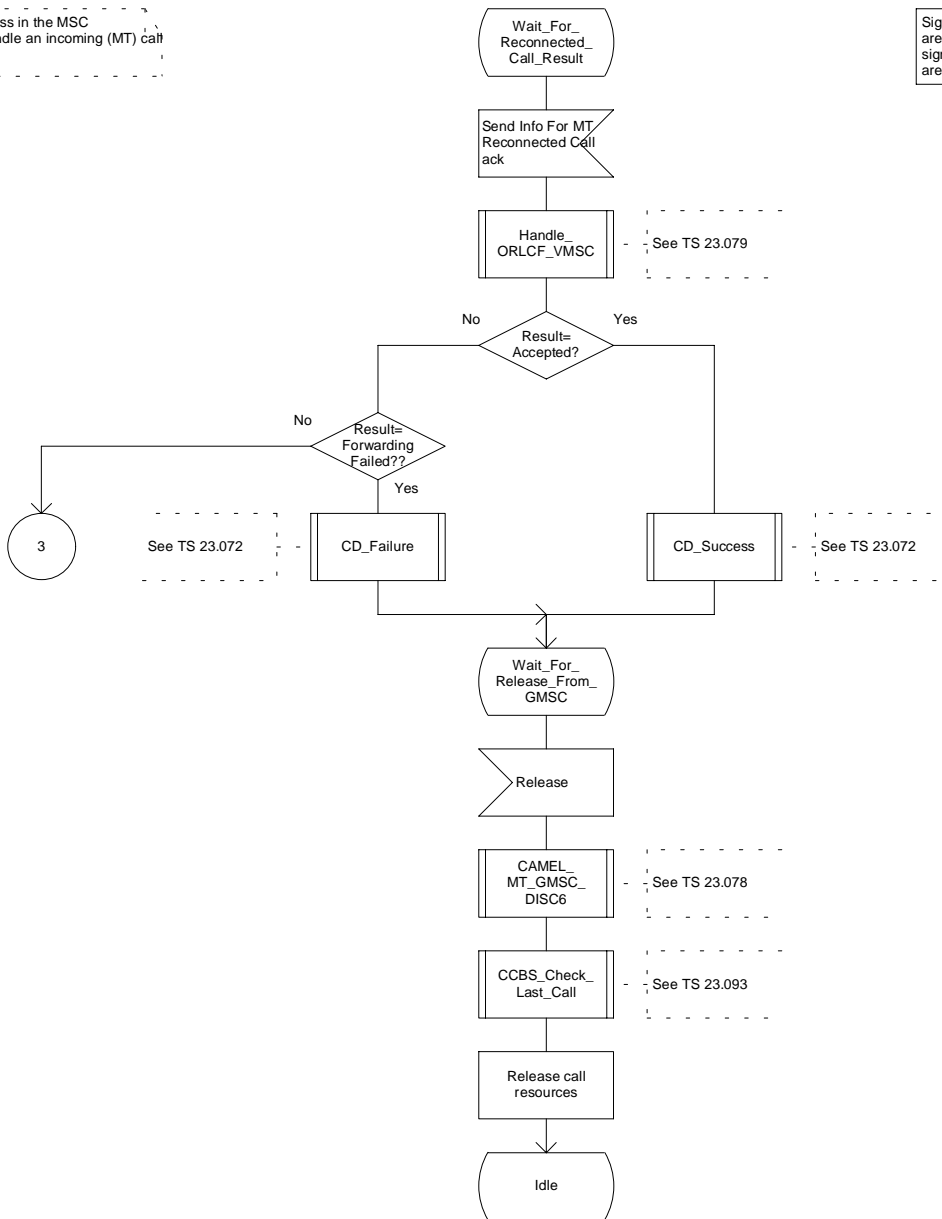 ss in the MSC
ndle an incoming (MT) call
Wait_For_
Reconnected_
Call_Result
Sig
are
sign
are
Send Info For MT
Reconnected Call
ack
Handle_
ORLCF_VMSC
See TS 23.079
No
Yes
Result=
Accepted?
No
Result=
Forwarding
Failed??
Yes
3
See TS 23.072
CD_Failure
CD_Success
See TS 23.072
Wait_For_
Release_From_
GMSC
Release
CAMEL_
MT_GMSC_
DISC6
See TS 23.078
CCBS_Check_
Last_Call
See TS 23.093
Release call
resources
Idle